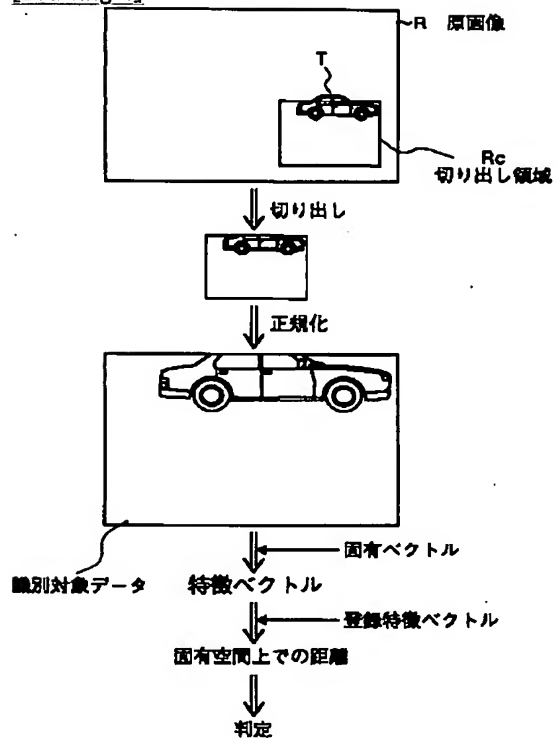 R 原画像
T
Rc
切り出し領域
切り出し
正規化
識別対象データ
固有ベクトル
特徴ベクトル
登録特徴ベクトル
固有空間上での距離
判定